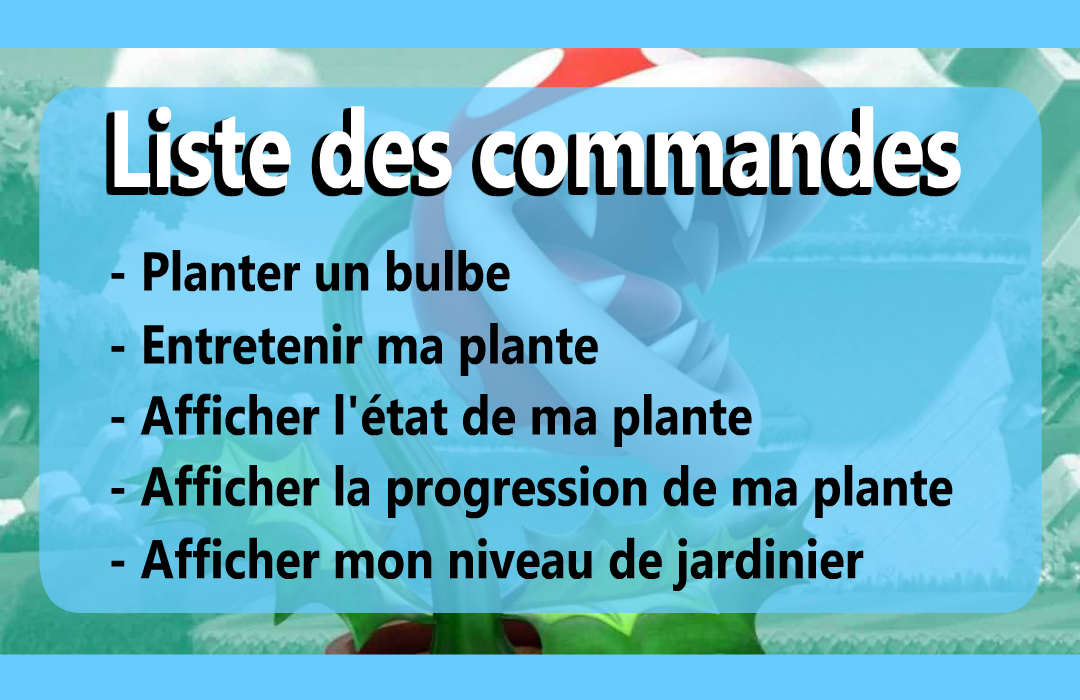 Liste des commandes
- Planter un bulbe
- Entretenir ma plante
- Afficher l'état de ma plante
- Afficher la progression de ma plante
- Afficher mon niveau de jardinier